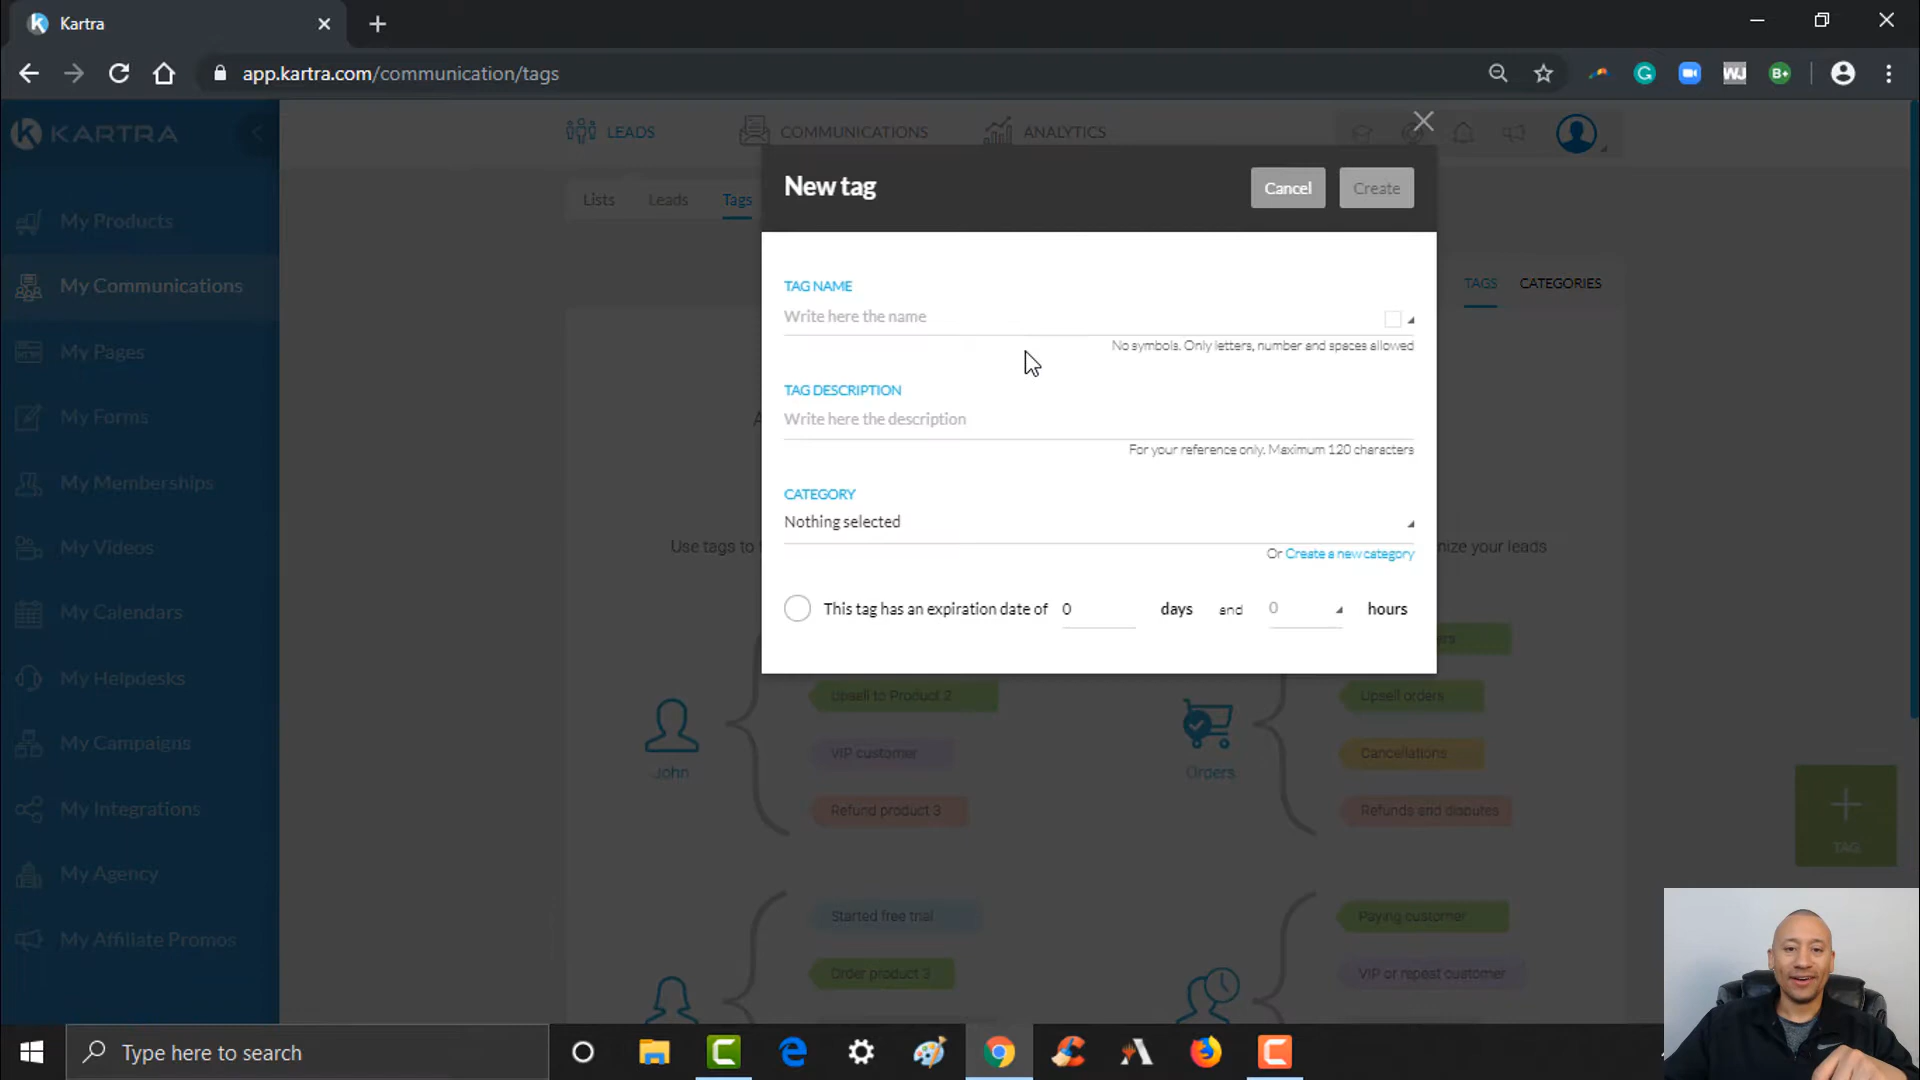 Kartra
app.kartra.com/communication/tags
WJ
B+
KARTRA
LEADS
COMMUNICATIONS
ANALYTICS
New tag
Cancel
Create
Lists
Leads
Tags
My Products
My Communications
My Pages
My Forms
My Memberships
My Videos
My Calendars
My Helpdesks
My Campaigns
My Integrations
My Agency
My Affiliate Promos
TAGS
CATEGORIES
TAG NAME
Write here the name
No symbols. Only letters, number and spaces allowed
TAG DESCRIPTION
Write here the description
For your reference only. Maximum 120 characters
CATEGORY
Nothing selected
Or Create a new category
Use tags to
your leads
This tag has an expiration date of 0 days and 0 hours
Upsell to Product 2
Upsell orders
VIP customer
Cancellations
John
Orders
Refund product 3
Refunds and disputes
TAG
Started free trial
Paying customer
Order product 3
VIP or repeat customer
Type here to search